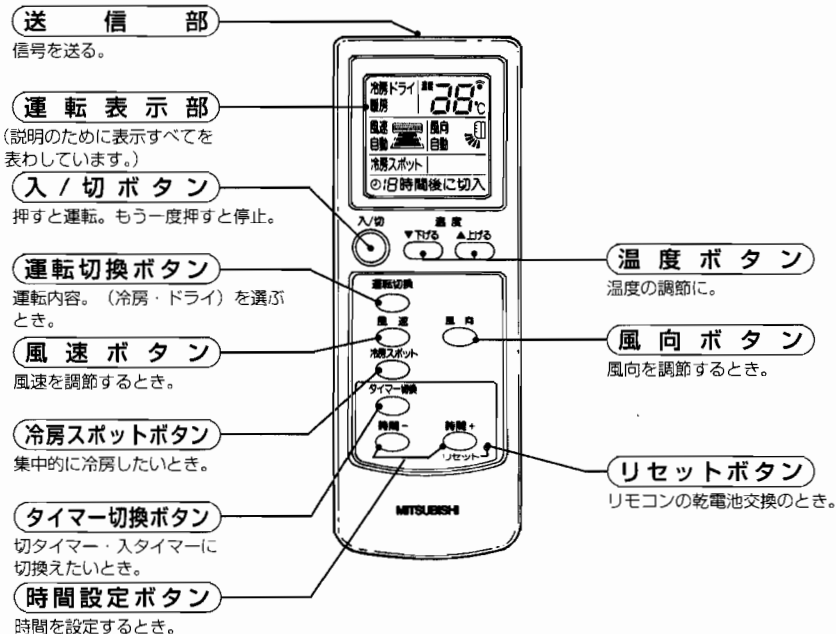 送信部
信号を送る。
運転表示部
(説明のために表示すべてを
表わしています。)
入/切ボタン
押すと運転。もう一度押すと停止。
運転切換ボタン
運転内容。(冷房・ドライ)を選ぶ
とき。
風速ボタン
風速を調節するとき。
冷房スポットボタン
集中的に冷房したいとき。
タイマー切換ボタン
切タイマー・入タイマーに
切換えたいとき。
時間設定ボタン
時間を設定するとき。
冷房ドライ 温度 38℃
暖房
風速 風向
自動 自動
冷房スポット
18時間後に切入
入/切 温度
▼下げる ▲上げる
運転切換
風速 風向
冷房スポット
タイマー切換
時間- 時間+
リセット
MITSUBISHI
温度ボタン
温度の調節に。
風向ボタン
風向を調節するとき。
リセットボタン
リモコンの乾電池交換のとき。